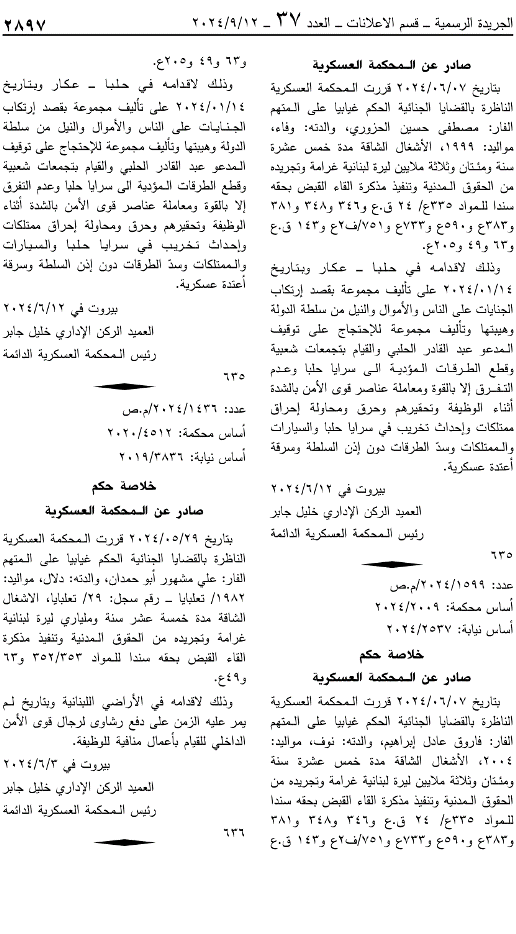 الجريدة الرسمية ـ قسم الاعلانات ـ العدد ٣٧ ـ ٢٠٢٤/٩/١٢
٢٨٩٧
صادر عن المحكمة العسكرية
بتاريخ ٢٠٢٤/٠٦/٠٧ قررت المحكمة العسكرية
الناظرة بالقضايا الجنائية الحكم غيابيا على المتهم
الفار: مصطفى حسين الحزوري، والدته: وفاء،
مواليد: ١٩٩٩، الأشغال الشاقة مدة خمس عشرة
سنة ومئتان وثلاثة ملايين ليرة لبنانية غرامة وتجريده
من الحقوق المدنية وتنفيذ مذكرة القاء القبض بحقه
سندا للمواد ٣٣٥ع/ ٢٤ ق.ع و٣٤٦ و٣٤٨ و٣٨١
و٣٨٣ع و٥٩٠ع و٧٣٣ع و٧٥١/ف٢ع و١٤٣ ق.ع
و٦٣ و٤٩ و٢٠٥ع.
وذلك لاقدامه في حلبا ـ عكار وبتاريخ
٢٠٢٤/٠١/١٤ على تأليف مجموعة بقصد إرتكاب
الجنايات على الناس والأموال والنيل من سلطة الدولة
وهيبتها وتأليف مجموعة للإحتجاج على توقيف
المدعو عبد القادر الحلبي والقيام بتجمعات شعبية
وقطع الطرقات المؤدية الى سرايا حلبا وعدم
التفرق إلا بالقوة ومعاملة عناصر قوى الأمن بالشدة
أثناء الوظيفة وتحقيرهم وحرق ومحاولة إحراق
ممتلكات وإحداث تخريب في سرايا حلبا والسيارات
والممتلكات وسدّ الطرقات دون إذن السلطة وسرقة
أعتدة عسكرية.
بيروت في ٢٠٢٤/٦/١٢
العميد الركن الإداري خليل جابر
رئيس المحكمة العسكرية الدائمة
٦٣٥
عدد: ٢٠٢٤/١٥٩٩/م.ص
أساس محكمة: ٢٠٢٤/٢٠٠٩
أساس نيابة: ٢٠٢٤/٢٥٣٧
خلاصة حكم
صادر عن المحكمة العسكرية
بتاريخ ٢٠٢٤/٠٦/٠٧ قررت المحكمة العسكرية
الناظرة بالقضايا الجنائية الحكم غيابيا على المتهم
الفار: فاروق عادل إبراهيم، والدته: نوف، مواليد:
٢٠٠٤، الأشغال الشاقة مدة خمس عشرة سنة
ومئتان وثلاثة ملايين ليرة لبنانية غرامة وتجريده من
الحقوق المدنية وتنفيذ مذكرة القاء القبض بحقه سندا
للمواد ٣٣٥ع/ ٢٤ ق.ع و٣٤٦ و٣٤٨ و٣٨١
و٣٨٣ع و٥٩٠ع و٧٣٣ع و٧٥١/ف٢ع و١٤٣ ق.ع
و٦٣ و٤٩ و٢٠٥ع.
وذلك لاقدامه في حلبا ـ عكار وبتاريخ
٢٠٢٤/٠١/١٤ على تأليف مجموعة بقصد إرتكاب
الجنايات على الناس والأموال والنيل من سلطة
الدولة وهيبتها وتأليف مجموعة للإحتجاج على توقيف
المدعو عبد القادر الحلبي والقيام بتجمعات شعبية
وقطع الطرقات المؤدية الى سرايا حلبا وعدم التفرق
إلا بالقوة ومعاملة عناصر قوى الأمن بالشدة أثناء
الوظيفة وتحقيرهم وحرق ومحاولة إحراق ممتلكات
وإحداث تخريب في سرايا حلبا والسيارات
والممتلكات وسدّ الطرقات دون إذن السلطة وسرقة
أعتدة عسكرية.
بيروت في ٢٠٢٤/٦/١٢
العميد الركن الإداري خليل جابر
رئيس المحكمة العسكرية الدائمة
٦٣٥
عدد: ٢٠٢٤/١٤٣٦/م.ص
أساس محكمة: ٢٠٢٠/٤٥١٢
أساس نيابة: ٢٠١٩/٣٨٣٦
خلاصة حكم
صادر عن المحكمة العسكرية
بتاريخ ٢٠٢٤/٠٥/٢٩ قررت المحكمة العسكرية
الناظرة بالقضايا الجنائية الحكم غيابيا على المتهم
الفار: علي مشهور أبو حمدان، والدته: دلال، مواليد:
١٩٨٢/ تعلبايا ـ رقم سجل: ٢٩/ تعلبايا، الاشغال
الشاقة مدة خمسة عشر سنة وملياري ليرة لبنانية
غرامة وتجريده من الحقوق المدنية وتنفيذ مذكرة
القاء القبض بحقه سندا للمواد ٣٥٢/٣٥٣ و٦٣
و٤٩ع.
وذلك لاقدامه في الأراضي اللبنانية وبتاريخ لم
يمر عليه الزمن على دفع رشاوى لرجال قوى الأمن
الداخلي للقيام بأعمال منافية للوظيفة.
بيروت في ٢٠٢٤/٦/٣
العميد الركن الإداري خليل جابر
رئيس المحكمة العسكرية الدائمة
٦٣٦